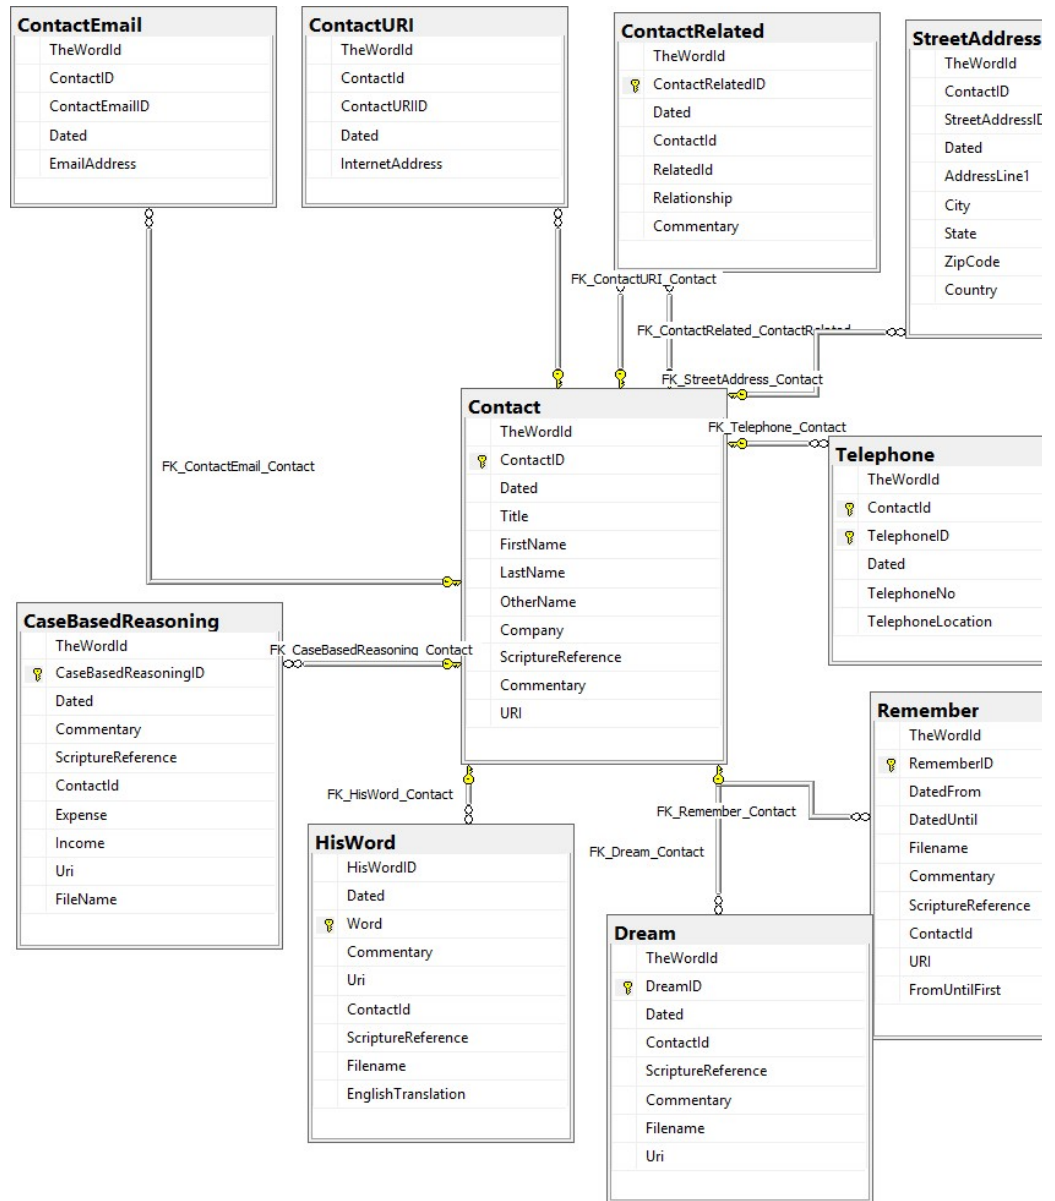 ContactEmail
TheWordId
ContactID
ContactEmailID
Dated
EmailAddress
ContactURI
TheWordId
ContactId
ContactURIID
Dated
InternetAddress
ContactRelated
TheWordId
ContactRelatedID
Dated
ContactId
RelatedId
Relationship
Commentary
StreetAddress
TheWordId
ContactID
StreetAddressID
Dated
AddressLine1
City
State
ZipCode
Country
FK_ContactURI_Contact
FK_ContactRelated_ContactRelated
FK_StreetAddress_Contact
FK_Telephone_Contact
FK_ContactEmail_Contact
Contact
TheWordId
ContactID
Dated
Title
FirstName
LastName
OtherName
Company
ScriptureReference
Commentary
URI
Telephone
TheWordId
ContactId
TelephoneID
Dated
TelephoneNo
TelephoneLocation
CaseBasedReasoning
TheWordId
CaseBasedReasoningID
Dated
Commentary
ScriptureReference
ContactId
Expense
Income
Uri
FileName
FK_CaseBasedReasoning_Contact
FK_HisWord_Contact
FK_Remember_Contact
FK_Dream_Contact
HisWord
HisWordID
Dated
Word
Commentary
Uri
ContactId
ScriptureReference
Filename
EnglishTranslation
Dream
TheWordId
DreamID
Dated
ContactId
ScriptureReference
Commentary
Filename
Uri
Remember
TheWordId
RememberID
DatedFrom
DatedUntil
Filename
Commentary
ScriptureReference
ContactId
URI
FromUntilFirst